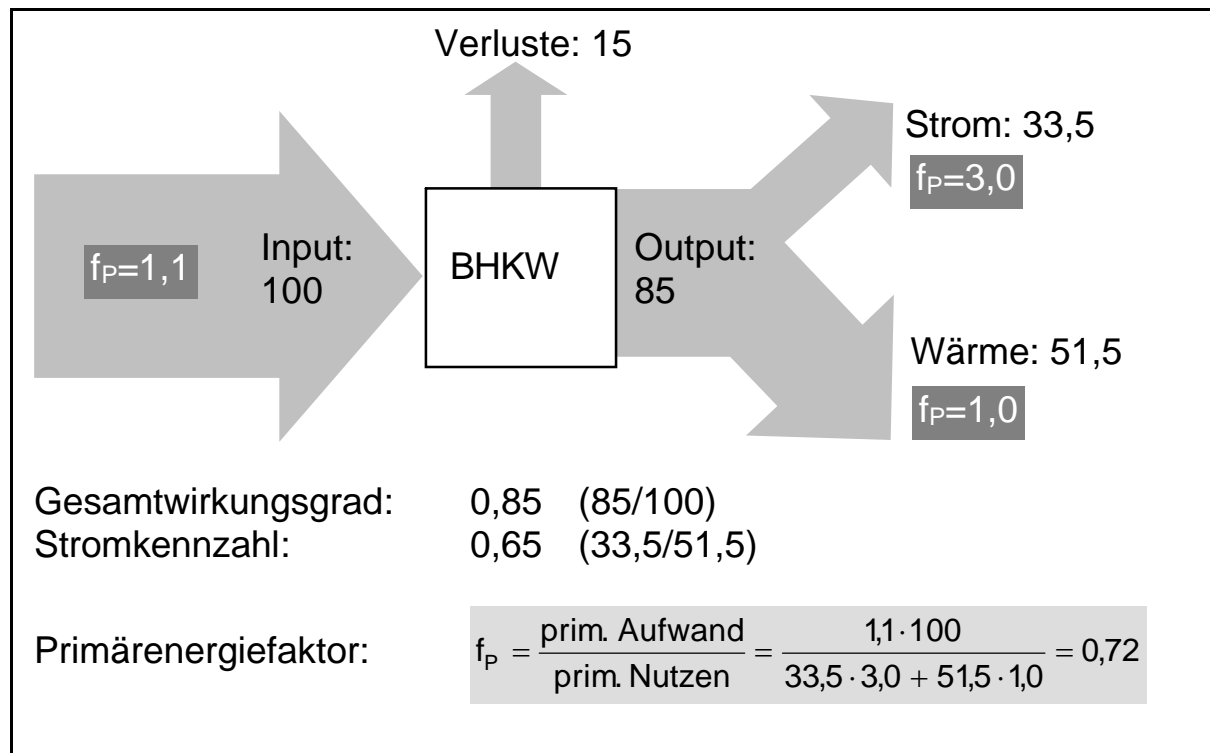 Verluste: 15
Strom: 33,5
fP=3,0
fP=1,1
Input:
100
BHKW
Output:
85
Wärme: 51,5
fP=1,0
Gesamtwirkungsgrad: 0,85 (85/100)
Stromkennzahl: 0,65 (33,5/51,5)
Primärenergiefaktor: fP = prim. Aufwand / prim. Nutzen = 1,1·100 / 33,5·3,0 + 51,5·1,0 = 0,72